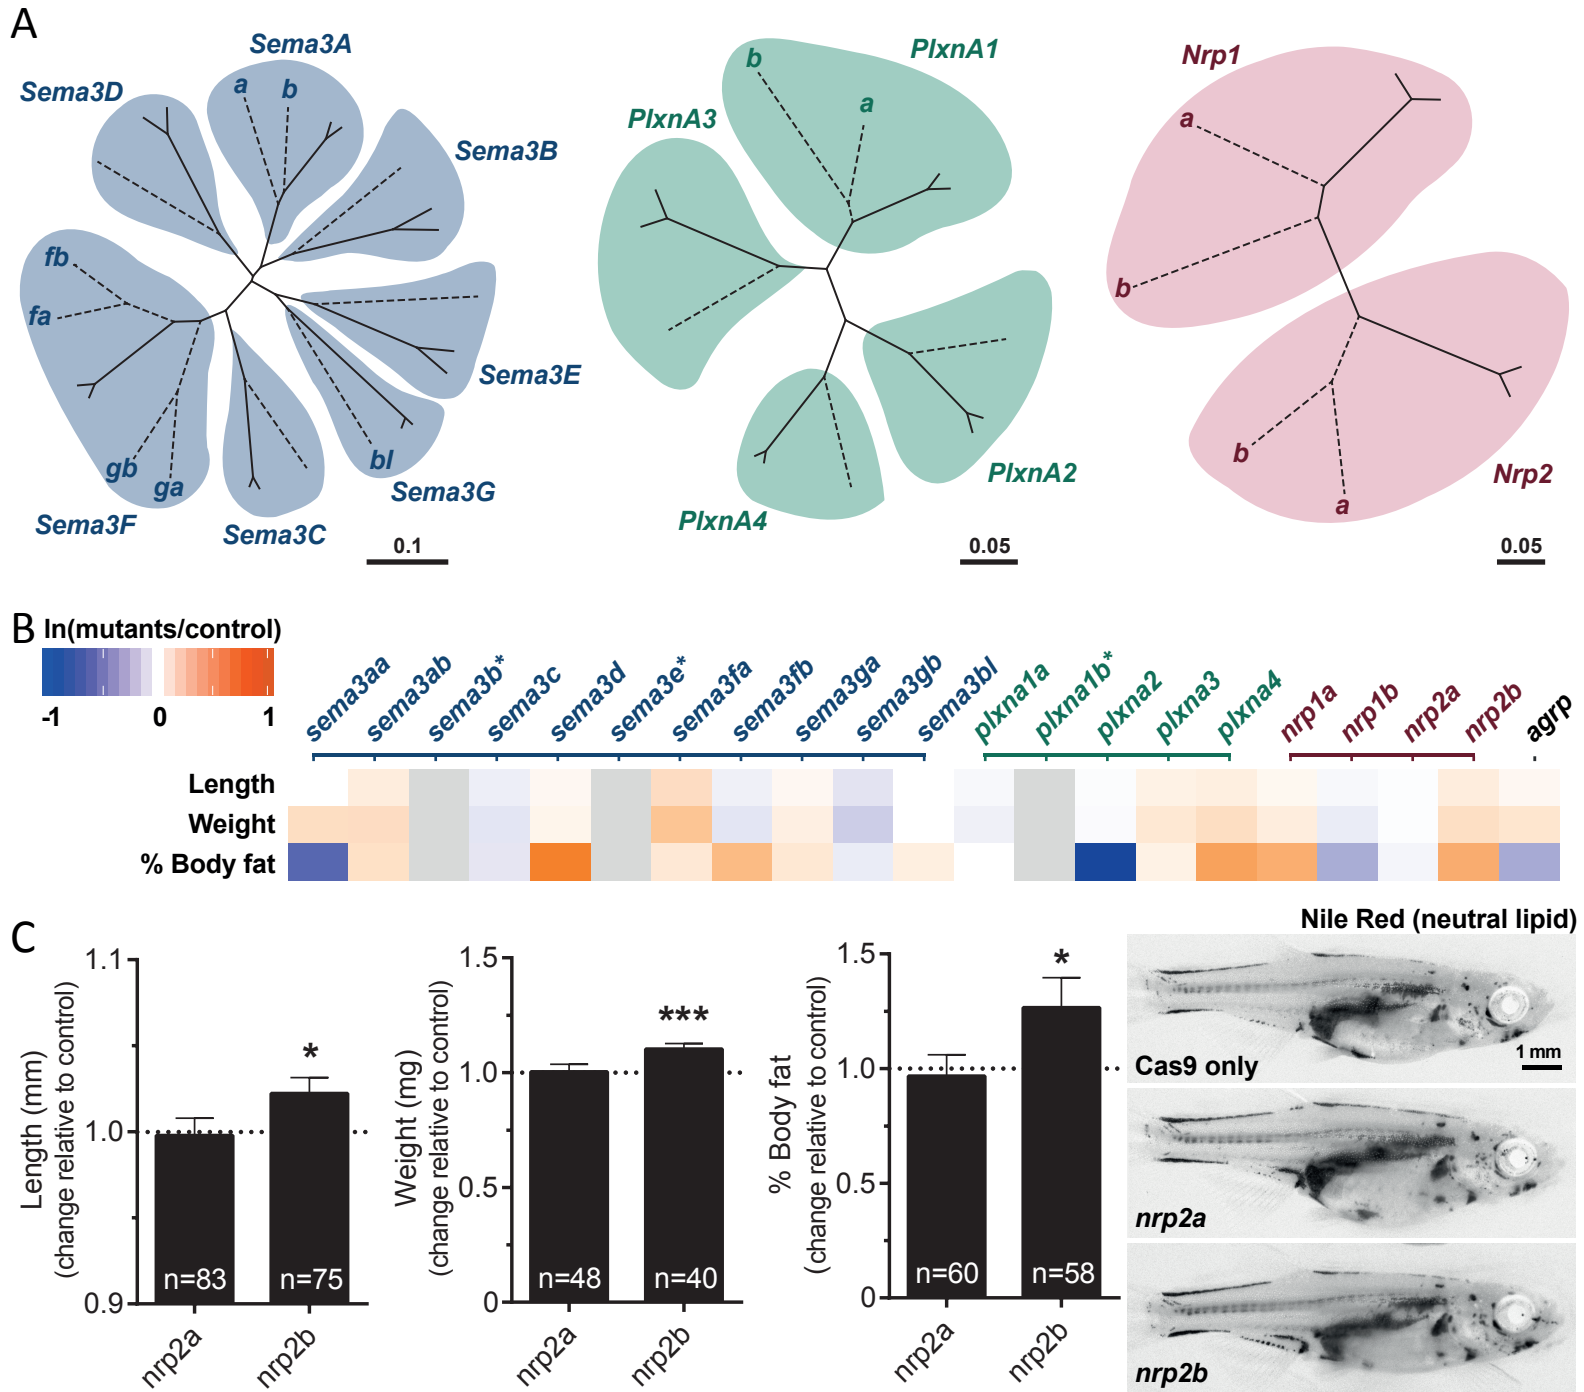 A
Sema3A
Sema3D
a
b
Sema3B
fb
fa
Sema3E
gb
ga
bl
Sema3G
Sema3F
Sema3C
0.1
PlxnA1
b
a
PlxnA3
PlxnA2
PlxnA4
0.05
Nrp1
a
b
b
a
Nrp2
0.05
B
ln(mutants/control)
-1 0 1
sema3aa
sema3ab
sema3b*
sema3c
sema3d
sema3e*
sema3fa
sema3fb
sema3ga
sema3gb
sema3bl
plxna1a
plxna1b*
plxna2
plxna3
plxna4
nrp1a
nrp1b
nrp2a
nrp2b
agrp
Length
Weight
% Body fat
C
Length (mm)
(change relative to control)
1.1
1.0
0.9
*
n=83
n=75
nrp2a
nrp2b
Weight (mg)
(change relative to control)
1.5
1.0
0.5
0
***
n=48
n=40
nrp2a
nrp2b
% Body fat
(change relative to control)
1.5
1.0
0.5
0
*
n=60
n=58
nrp2a
nrp2b
Nile Red (neutral lipid)
Cas9 only
1 mm
nrp2a
nrp2b